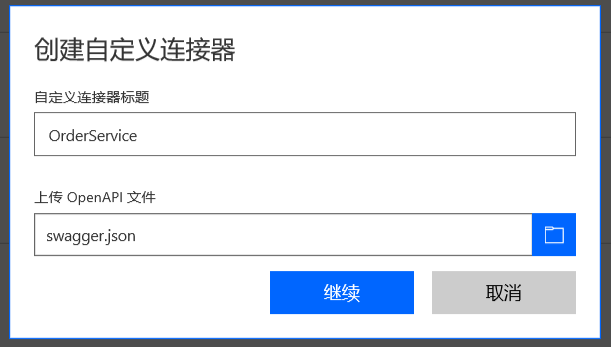 创建自定义连接器
自定义连接器标题
OrderService
上传 OpenAPI 文件
swagger.json
继续 取消